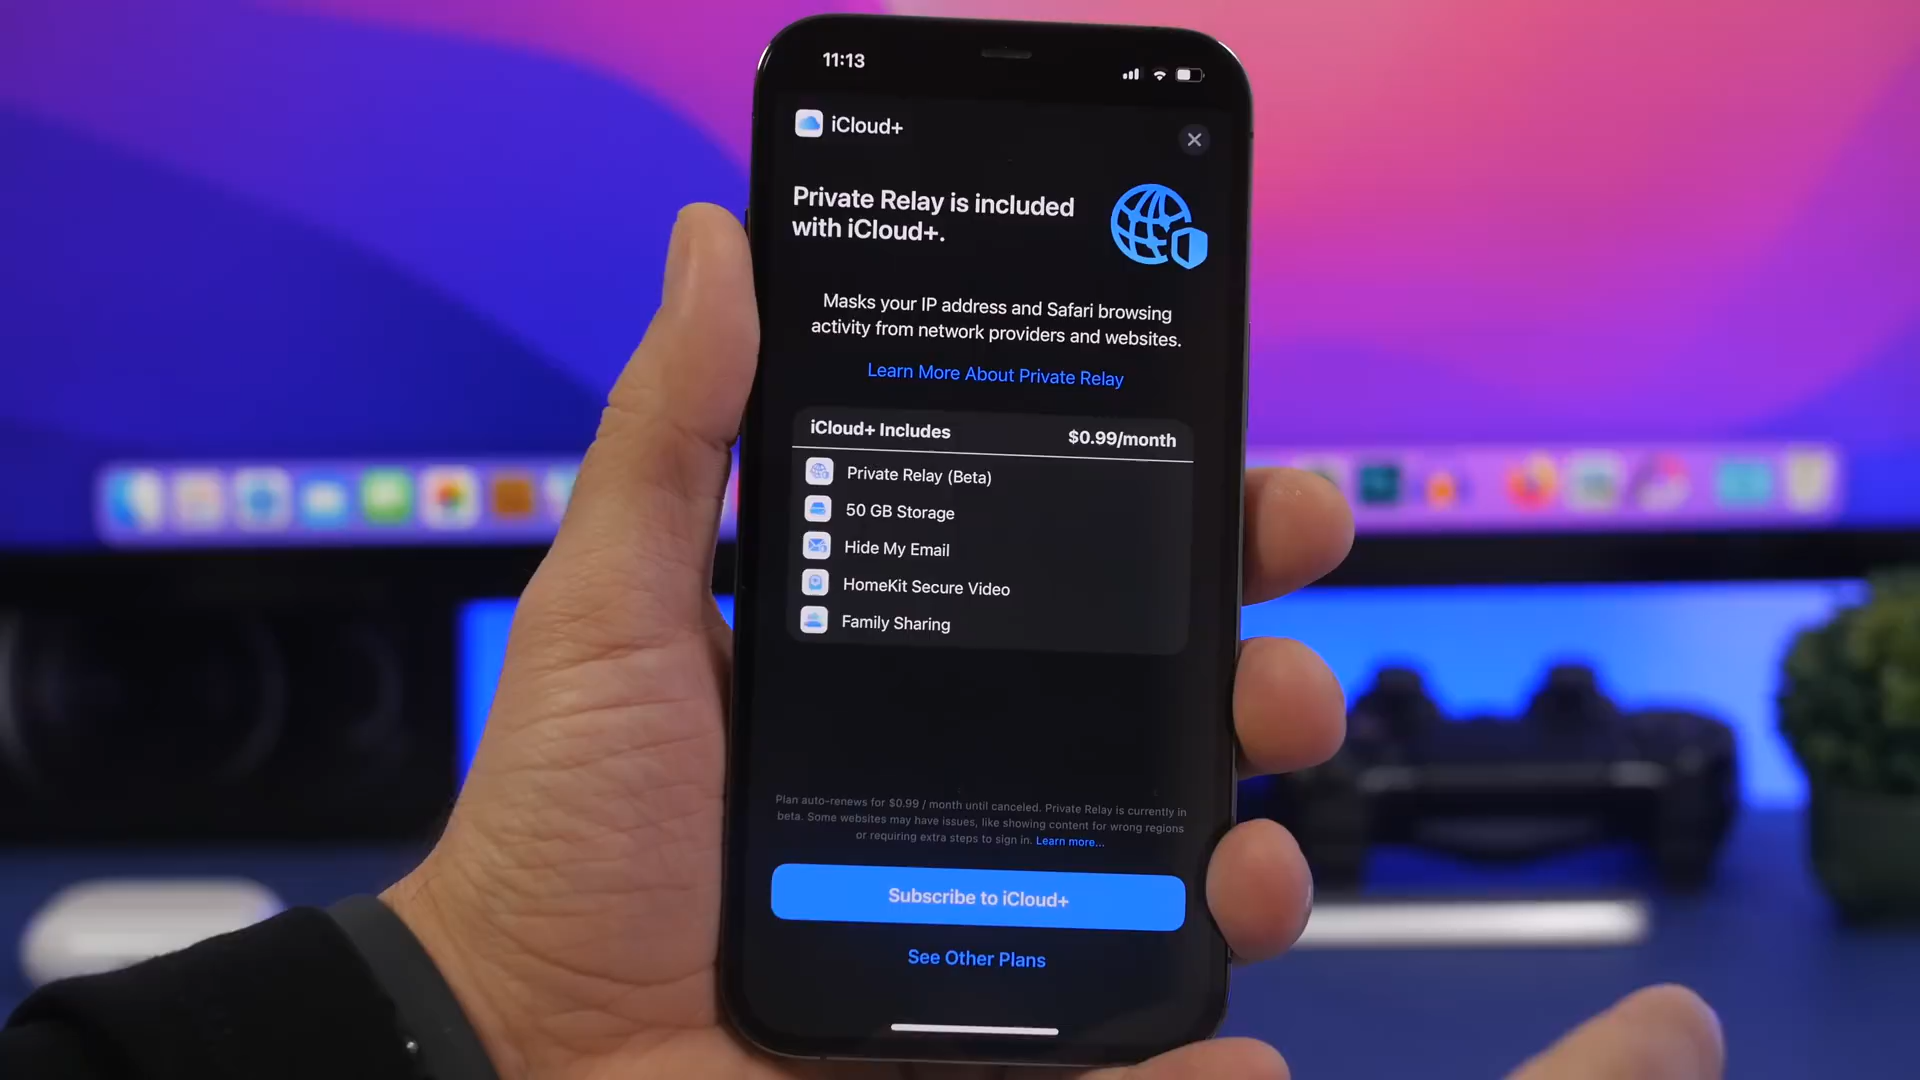 11:13
iCloud+
Private Relay is included
with iCloud+.
Masks your IP address and Safari browsing
activity from network providers and websites.
Learn More About Private Relay
iCloud+ Includes $0.99/month
Private Relay (Beta)
50 GB Storage
Hide My Email
HomeKit Secure Video
Family Sharing
Plan auto-renews for $0.99 / month until canceled. Private Relay is currently in
beta. Some websites may have issues, like showing content for wrong regions
or requiring extra steps to sign in. Learn more...
Subscribe to iCloud+
See Other Plans